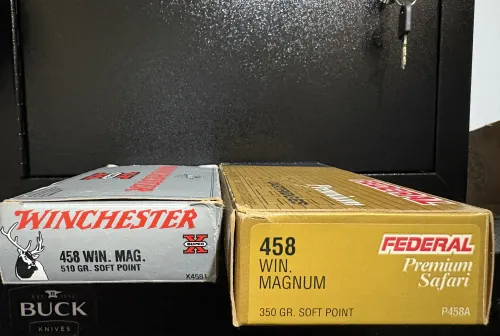 WINCHESTER
458 WIN. MAG.
510 GR. SOFT POINT
SUPER
X
BUCK
KNIVES
458
WIN.
MAGNUM
350 GR. SOFT POINT
FEDERAL
Premium
Safari
P458A